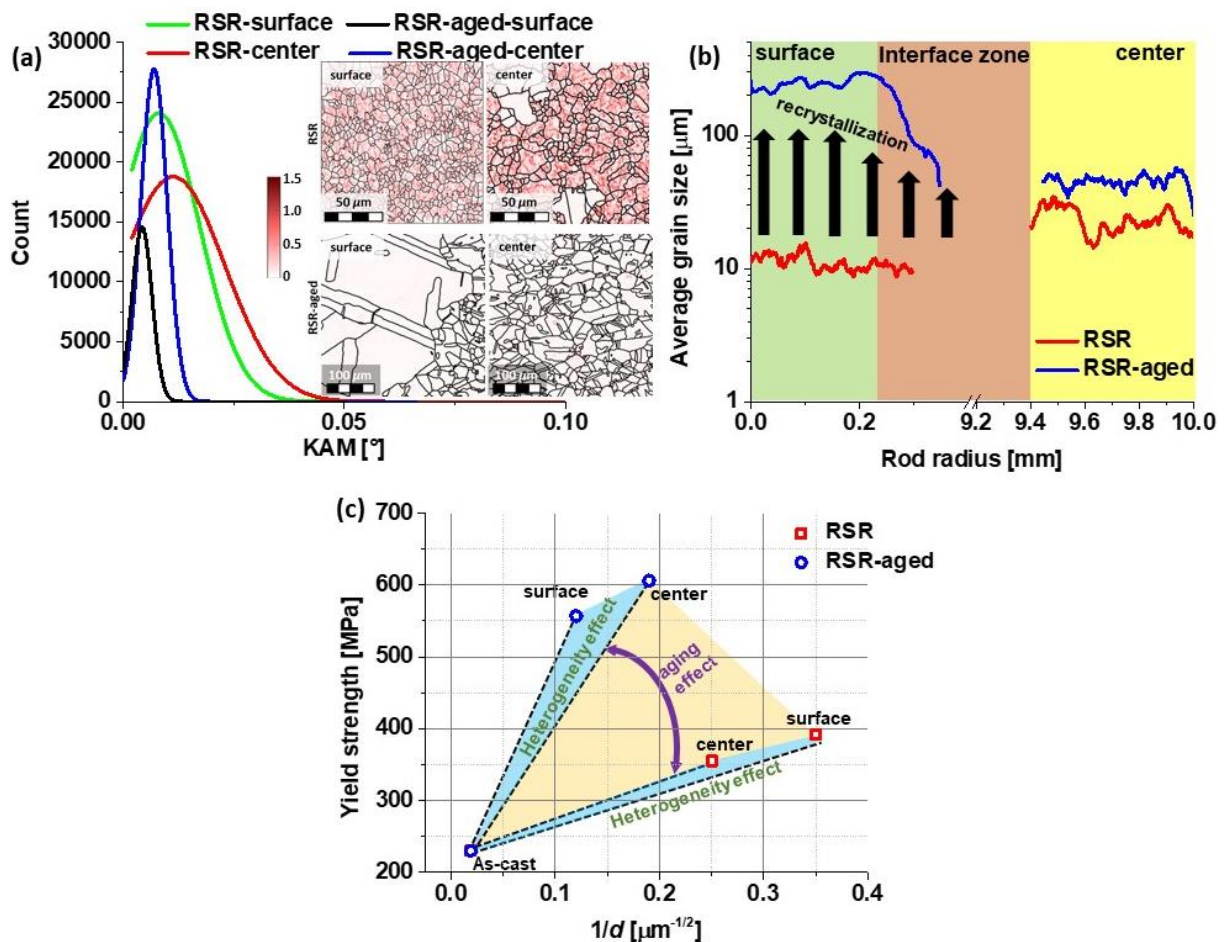 (a)
RSR-surface
RSR-aged-surface
RSR-center
RSR-aged-center
30000
25000
20000
15000
10000
5000
0
Count
0.00
0.05
0.10
KAM [°]
1.5
1.0
0.5
0
RSR
surface
center
50 µm
50 µm
RSR-aged
surface
center
100 µm
100 µm
(b)
surface
Interface zone
center
recrystallization
100
10
1
Average grain size [µm]
RSR
RSR-aged
0.0
0.2
9.2
9.4
9.6
9.8
10.0
Rod radius [mm]
(c)
700
600
500
400
300
200
Yield strength [MPa]
RSR
RSR-aged
surface
center
Heterogeneity effect
aging
effect
surface
center
Heterogeneity effect
As-cast
0.0
0.1
0.2
0.3
0.4
1/d [µm-1/2]